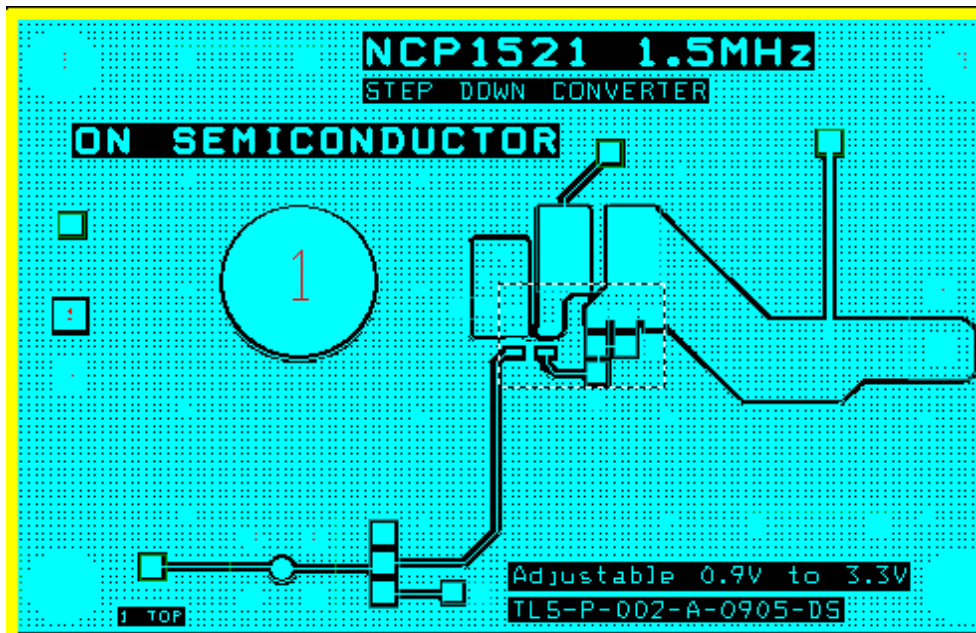 NCP1521 1.5MHz
STEP DOWN CONVERTER
ON SEMICONDUCTOR
1
1
Adjustable 0.9V to 3.3V
TLS-P-002-A-0905-DS
1 TOP